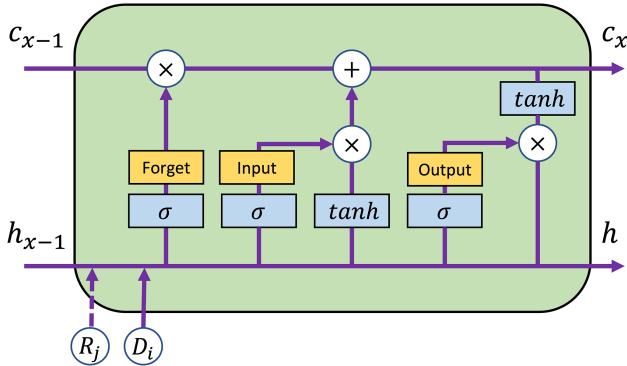 c_{x-1} c_x
× +
tanh
× ×
Forget Input Output
σ σ tanh σ
h_{x-1} h
R_j D_i